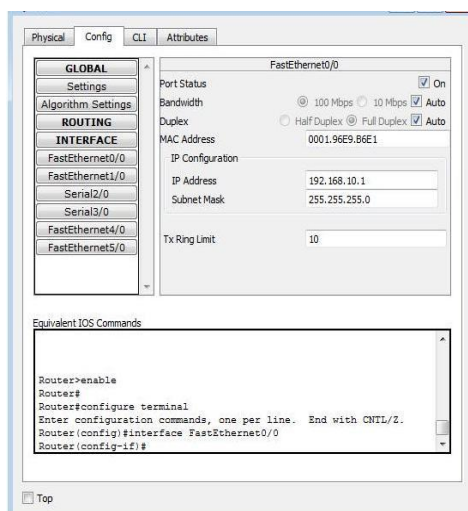 Physical Config CLI Attributes
GLOBAL
Settings
Algorithm Settings
ROUTING
INTERFACE
FastEthernet0/0
FastEthernet1/0
Serial2/0
Serial3/0
FastEthernet4/0
FastEthernet5/0
FastEthernet0/0
Port Status On
Bandwidth 100 Mbps 10 Mbps Auto
Duplex Half Duplex Full Duplex Auto
MAC Address 0001.96E9.B6E1
IP Configuration
IP Address 192.168.10.1
Subnet Mask 255.255.255.0
Tx Ring Limit 10
Equivalent IOS Commands
Router>enable
Router#
Router#configure terminal
Enter configuration commands, one per line. End with CNTL/Z.
Router(config)#interface FastEthernet0/0
Router(config-if)#
Top